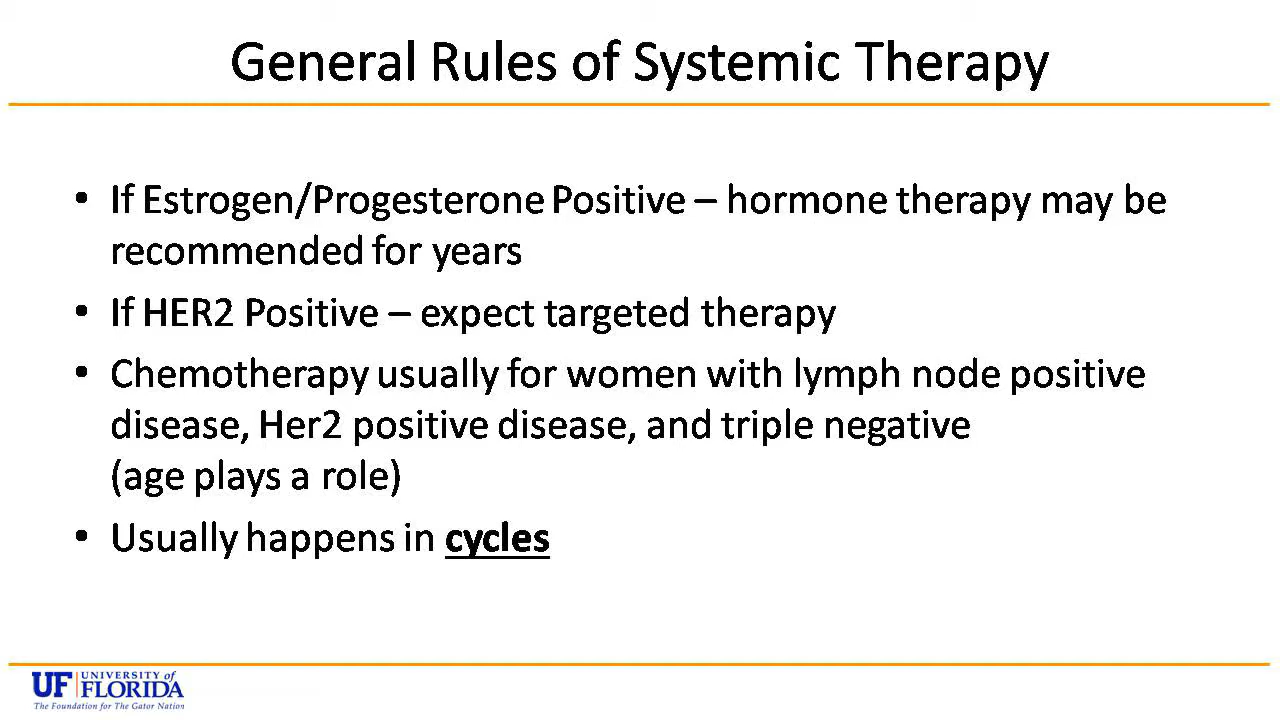 General Rules of Systemic Therapy
• If Estrogen/Progesterone Positive – hormone therapy may be
recommended for years
• If HER2 Positive – expect targeted therapy
• Chemotherapy usually for women with lymph node positive
disease, Her2 positive disease, and triple negative
(age plays a role)
• Usually happens in cycles
UF UNIVERSITY of
FLORIDA
The Foundation for The Gator Nation